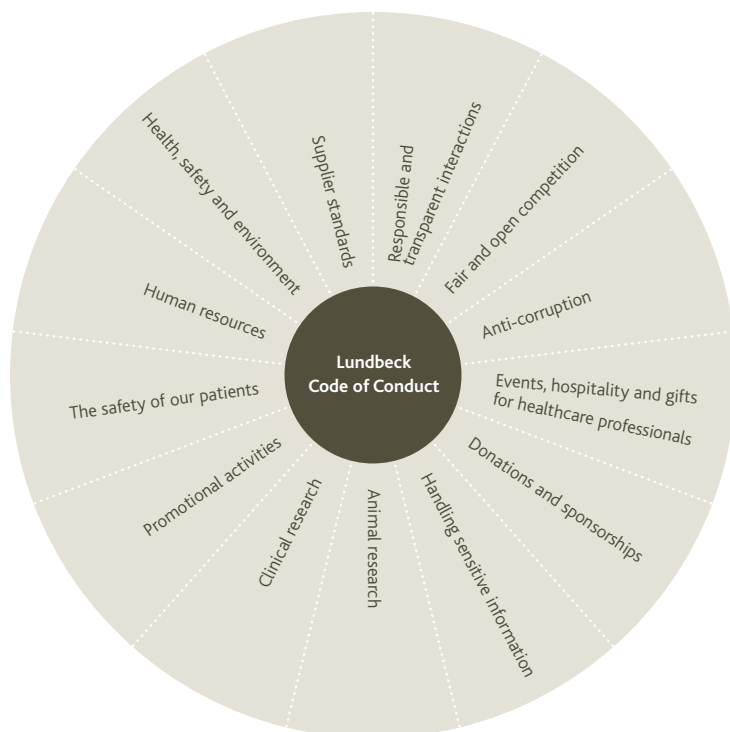 Lundbeck
Code of Conduct
Responsible and
transparent interactions
Fair and open competition
Anti-corruption
Events, hospitality and gifts
for healthcare professionals
Donations and sponsorships
Handling sensitive information
Animal research
Clinical research
Promotional activities
The safety of our patients
Human resources
Health, safety and environment
Supplier standards